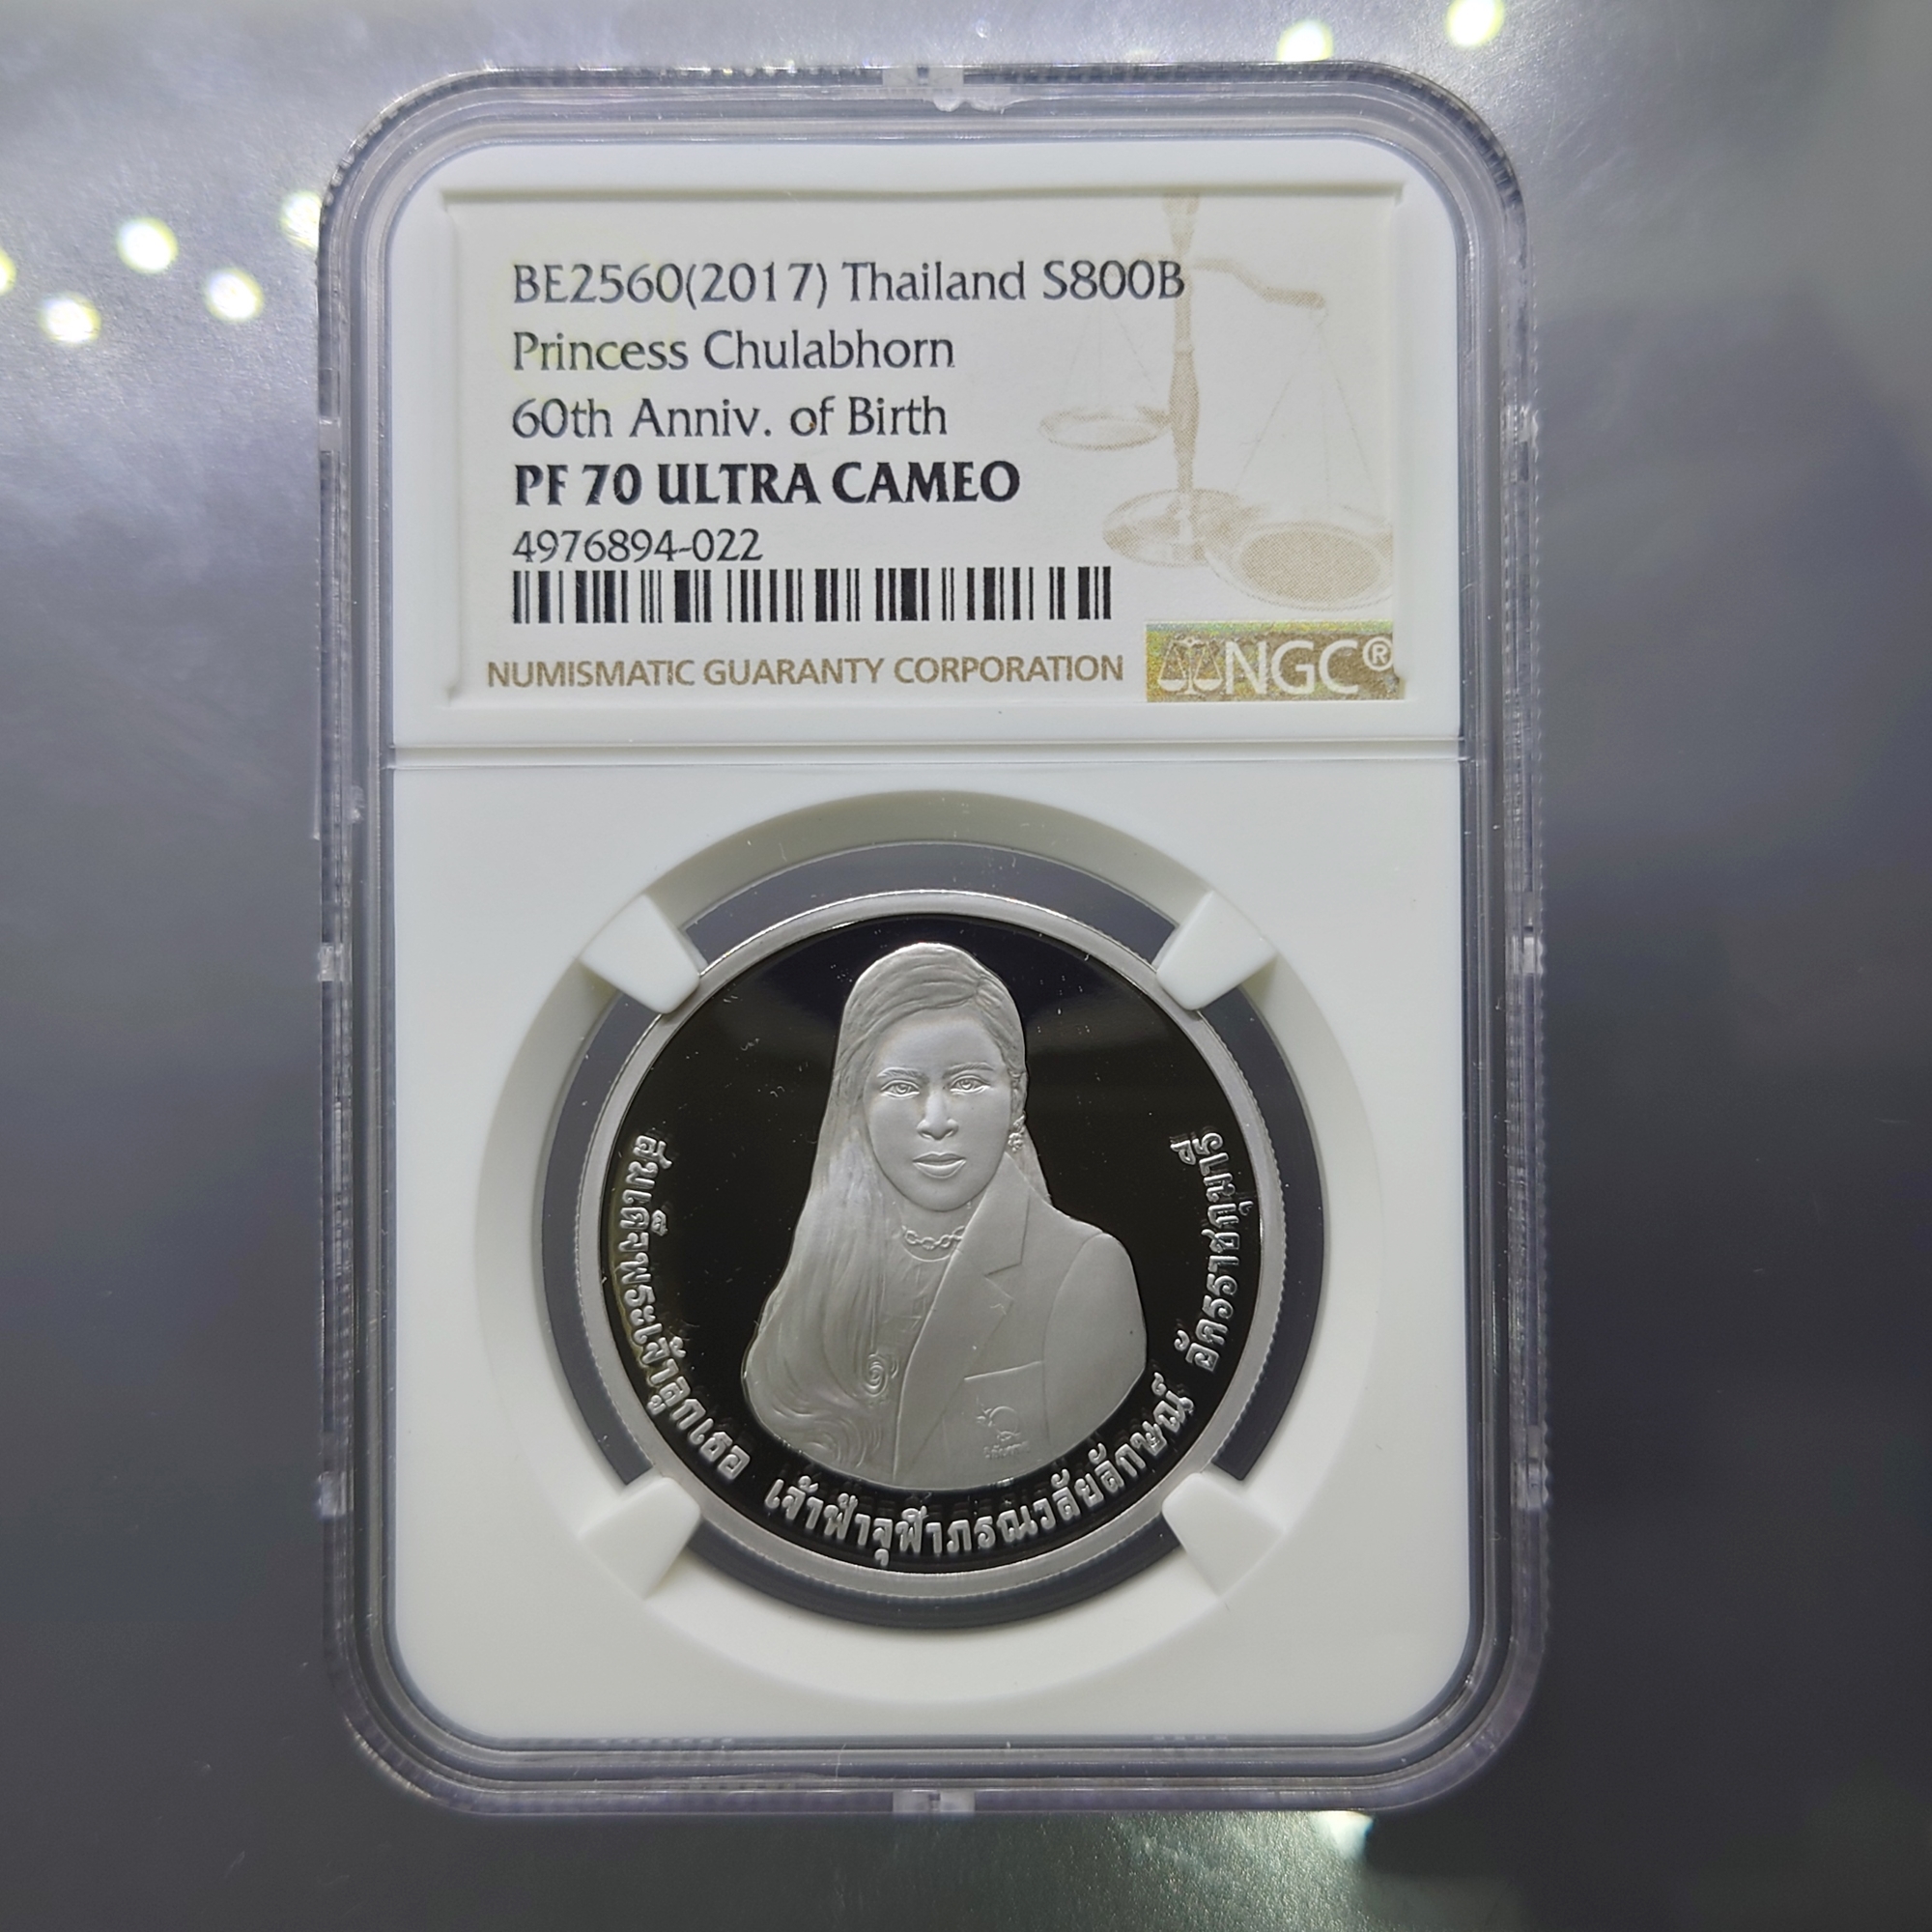 BE2560(2017) Thailand S800B
Princess Chulabhorn
60th Anniv. of Birth
PF 70 ULTRA CAMEO
4976894-022
NUMISMATIC GUARANTY CORPORATION NGC®
สมเด็จพระเจ้าลูกเธอ เจ้าฟ้าจุฬาภรณวลัยลักษณ์ อัครราชกุมารี